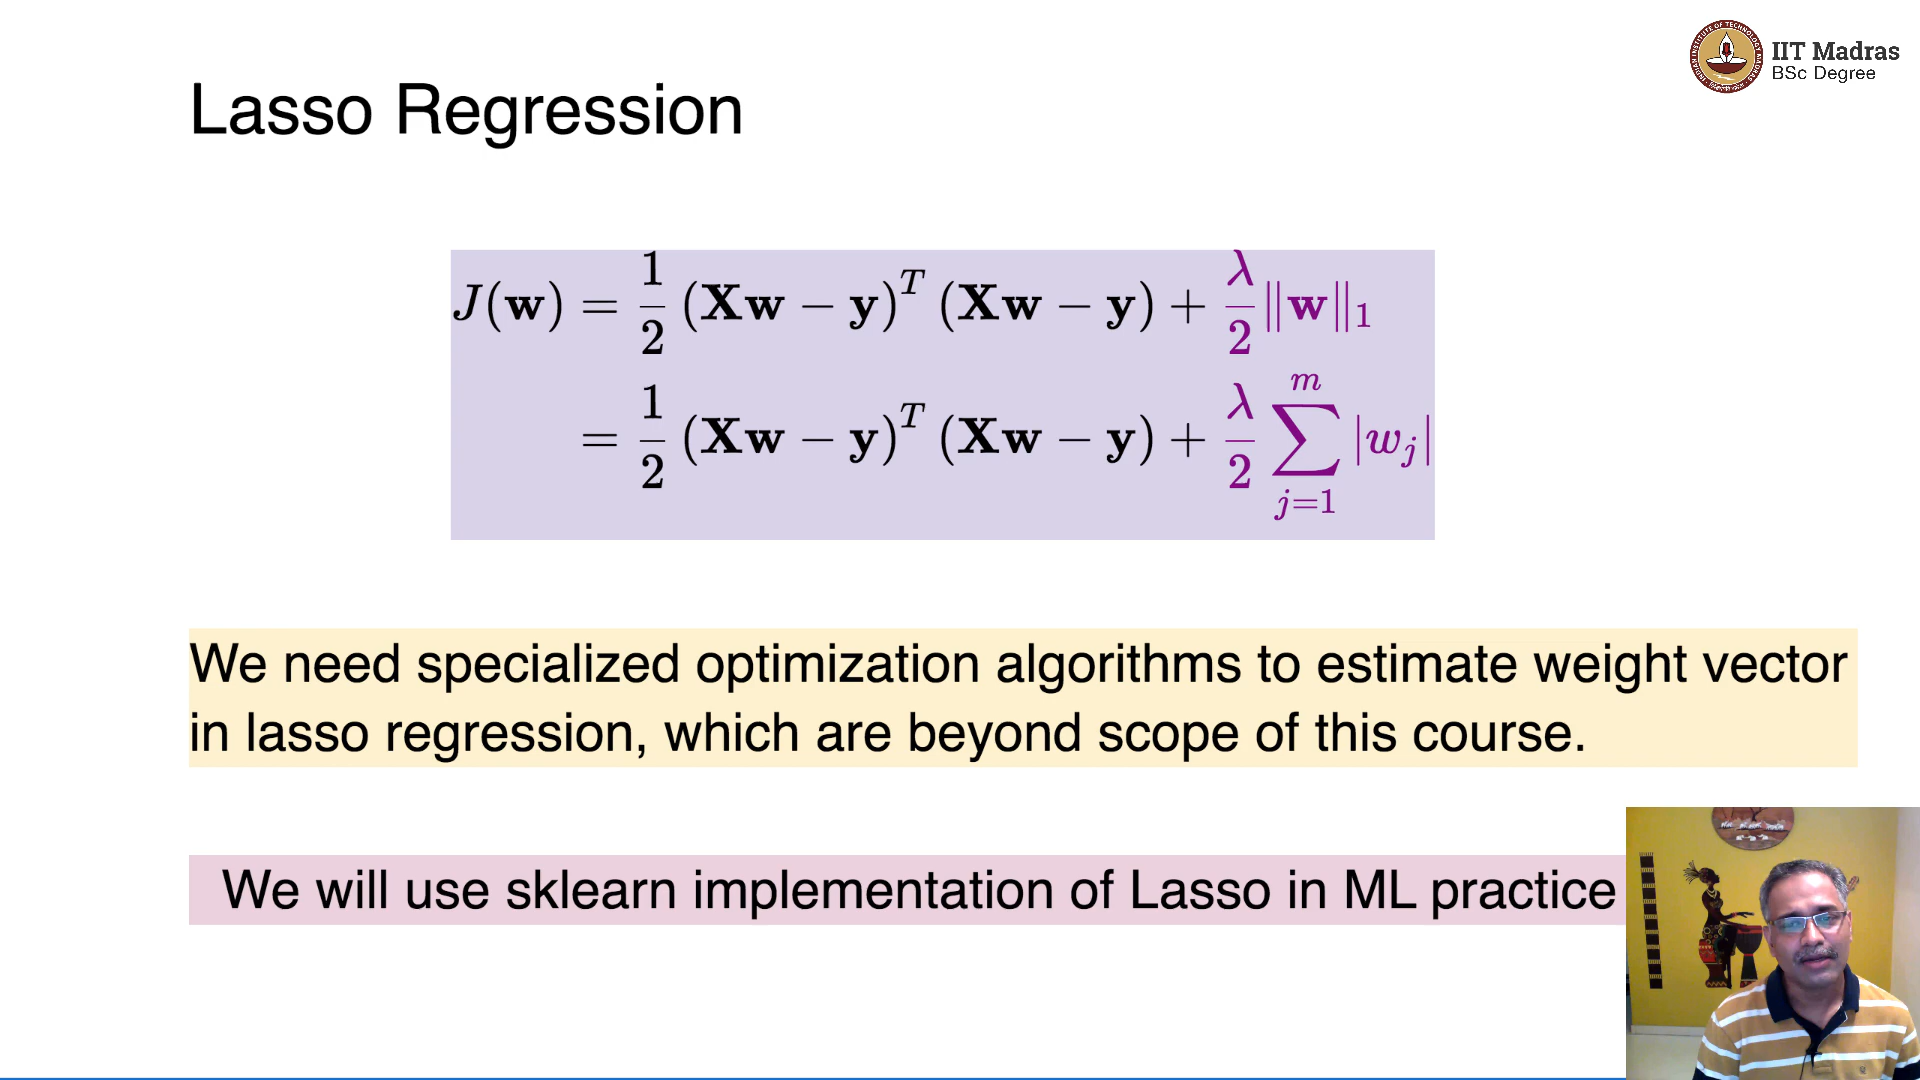 IIT Madras
BSc Degree
Lasso Regression
J(w) = 1/2 (Xw − y)^T (Xw − y) + λ/2 ‖w‖_1
= 1/2 (Xw − y)^T (Xw − y) + λ/2 ∑_{j=1}^{m} |w_j|
We need specialized optimization algorithms to estimate weight vector
in lasso regression, which are beyond scope of this course.
We will use sklearn implementation of Lasso in ML practice